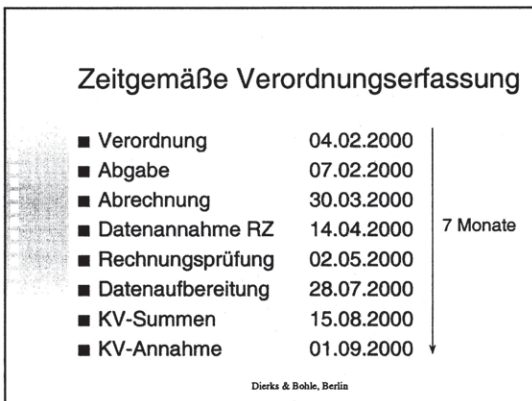 Zeitgemäße Verordnungserfassung
■ Verordnung 04.02.2000
■ Abgabe 07.02.2000
■ Abrechnung 30.03.2000
■ Datenannahme RZ 14.04.2000
7 Monate
■ Rechnungsprüfung 02.05.2000
■ Datenaufbereitung 28.07.2000
■ KV-Summen 15.08.2000
■ KV-Annahme 01.09.2000
Dierks & Bohle, Berlin